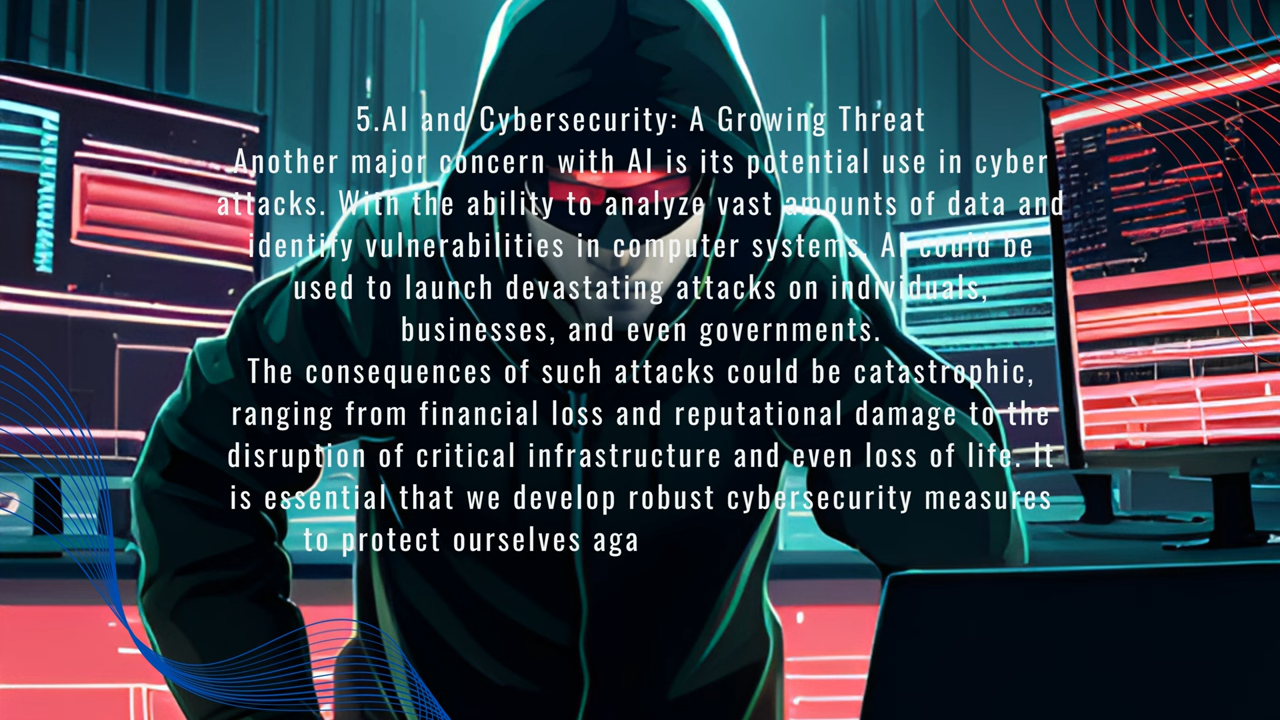 5.AI and Cybersecurity: A Growing Threat
Another major concern with AI is its potential use in cyber
attacks. With the ability to analyze vast amounts of data and
identify vulnerabilities in computer systems, AI could be
used to launch devastating attacks on individuals,
businesses, and even governments.
The consequences of such attacks could be catastrophic,
ranging from financial loss and reputational damage to the
disruption of critical infrastructure and even loss of life. It
is essential that we develop robust cybersecurity measures
to protect ourselves aga